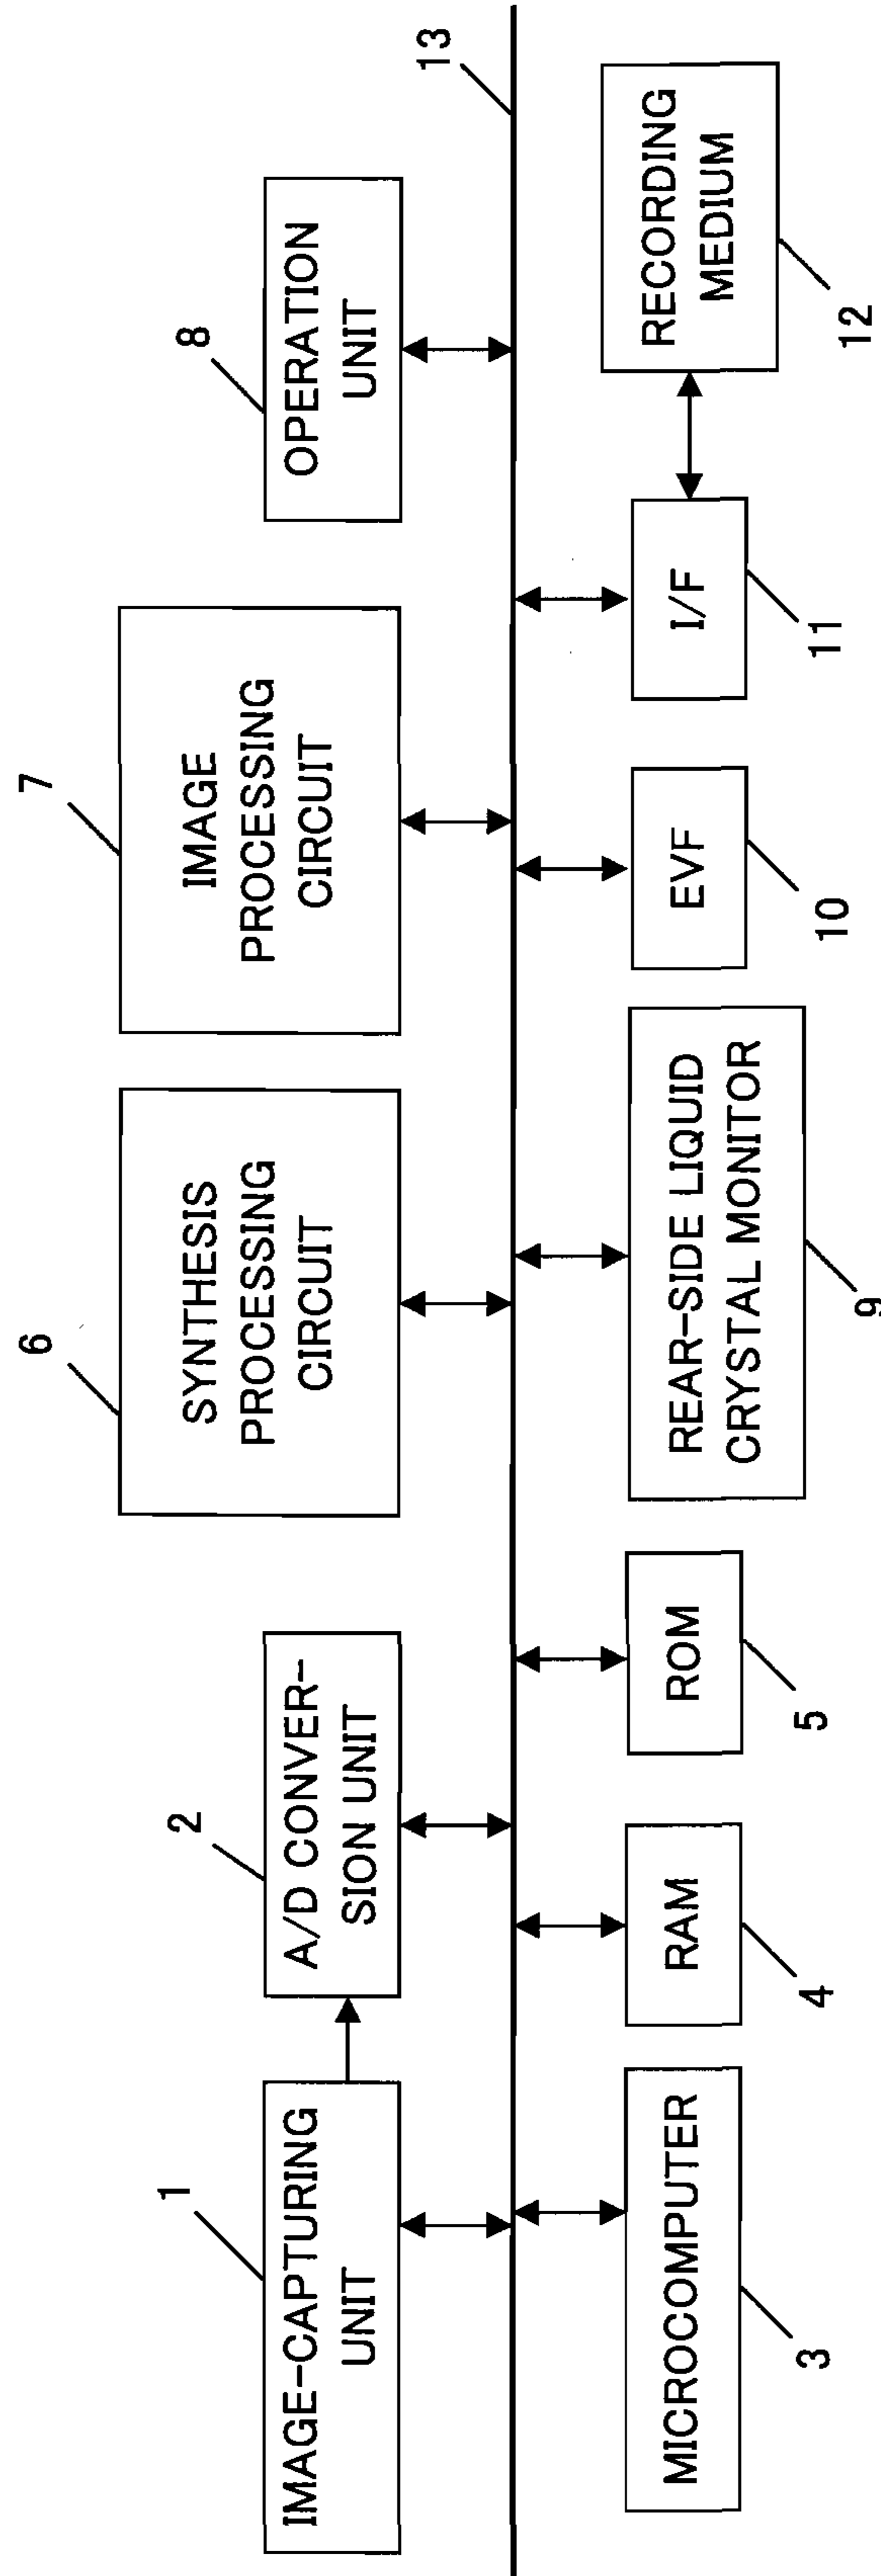 1
IMAGE-CAPTURING
UNIT
2
A/D CONVER-
SION UNIT
6
SYNTHESIS
PROCESSING
CIRCUIT
7
IMAGE
PROCESSING
CIRCUIT
8
OPERATION
UNIT
13
MICROCOMPUTER
3
RAM
4
ROM
5
REAR-SIDE LIQUID
CRYSTAL MONITOR
9
EVF
10
I/F
11
RECORDING
MEDIUM
12